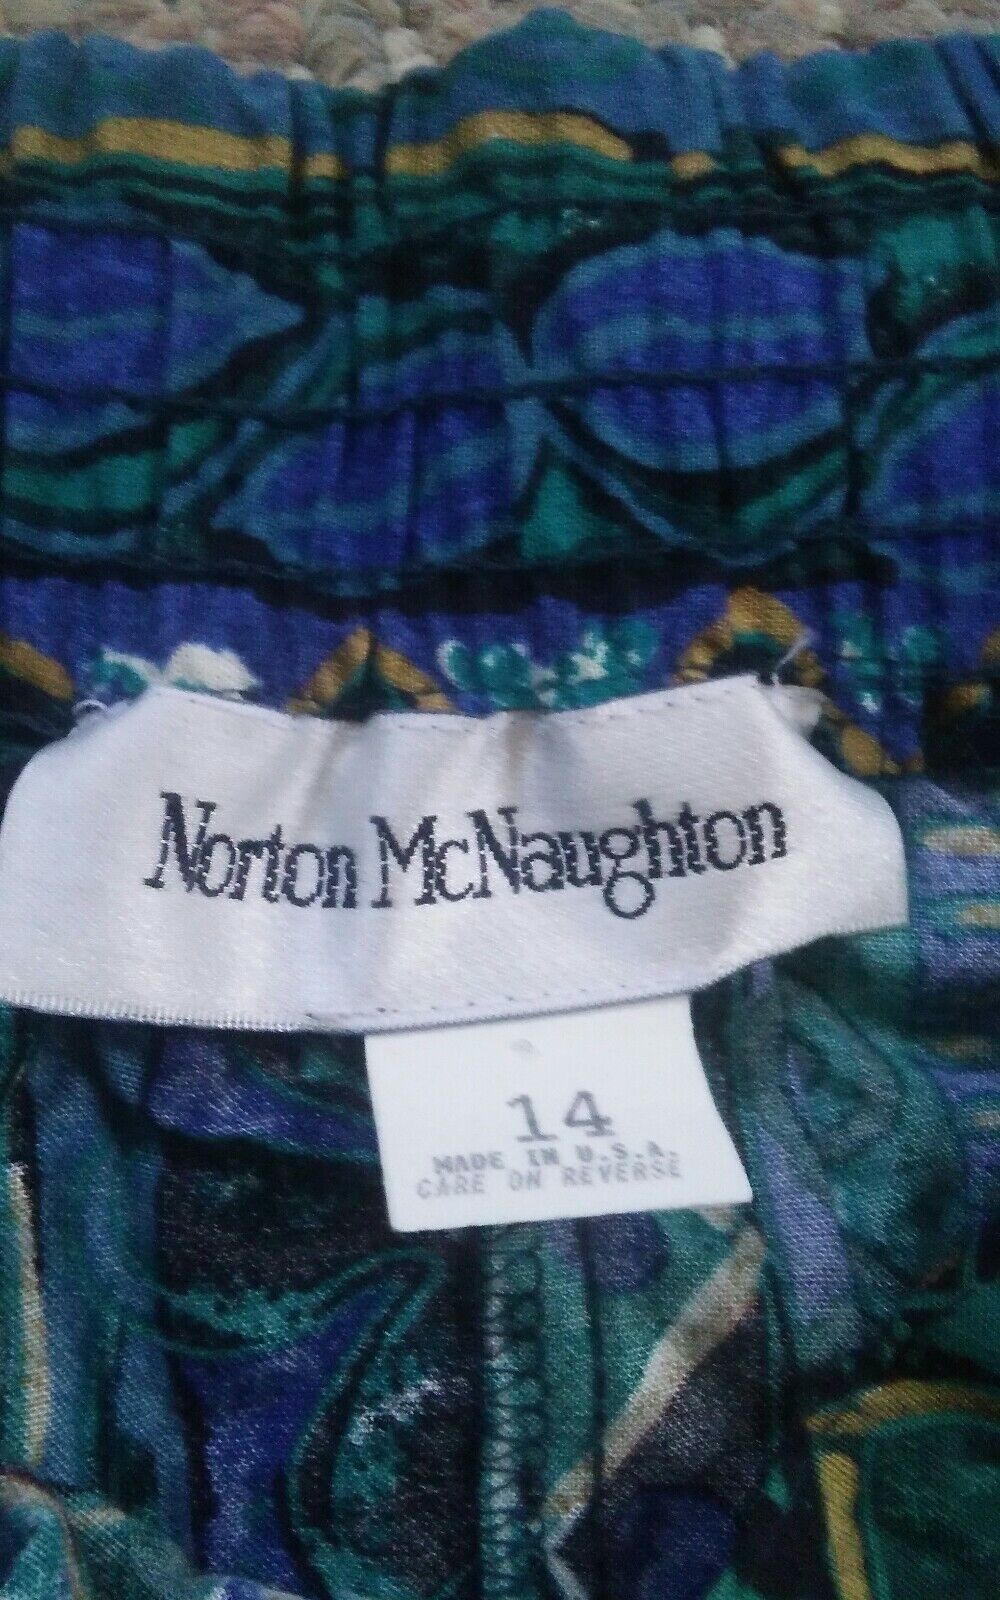 Norton McNaughton
14
MADE IN U.S.A.
CARE ON REVERSE